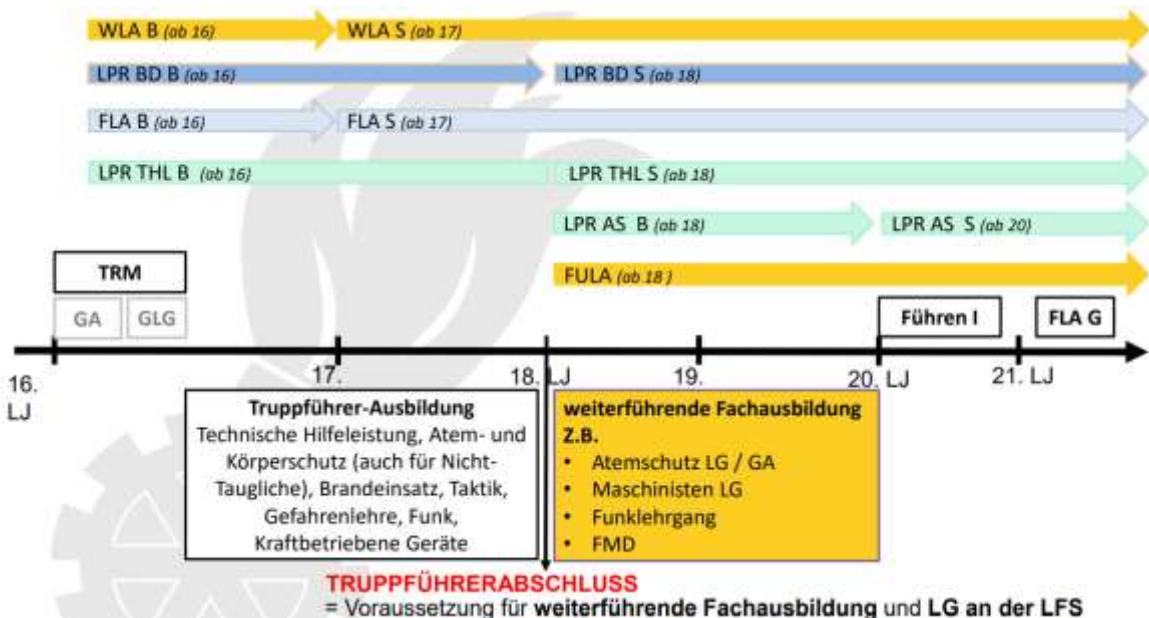 WLA B (ab 16) WLA S (ab 17)
LPR BD B (ab 16) LPR BD S (ab 18)
FLA B (ab 16) FLA S (ab 17)
LPR THL B (ab 16) LPR THL S (ab 18)
LPR AS B (ab 18) LPR AS S (ab 20)
TRM FULA (ab 18 )
GA GLG Führen I FLA G
16. LJ 17. 18. LJ 19. 20. LJ 21. LJ
Truppführer-Ausbildung
Technische Hilfeleistung, Atem- und
Körperschutz (auch für Nicht-
Taugliche), Brandeinsatz, Taktik,
Gefahrenlehre, Funk,
Kraftbetriebene Geräte
weiterführende Fachausbildung
Z.B.
• Atemschutz LG / GA
• Maschinisten LG
• Funklehrgang
• FMD
TRUPPFÜHRERABSCHLUSS
= Voraussetzung für weiterführende Fachausbildung und LG an der LFS